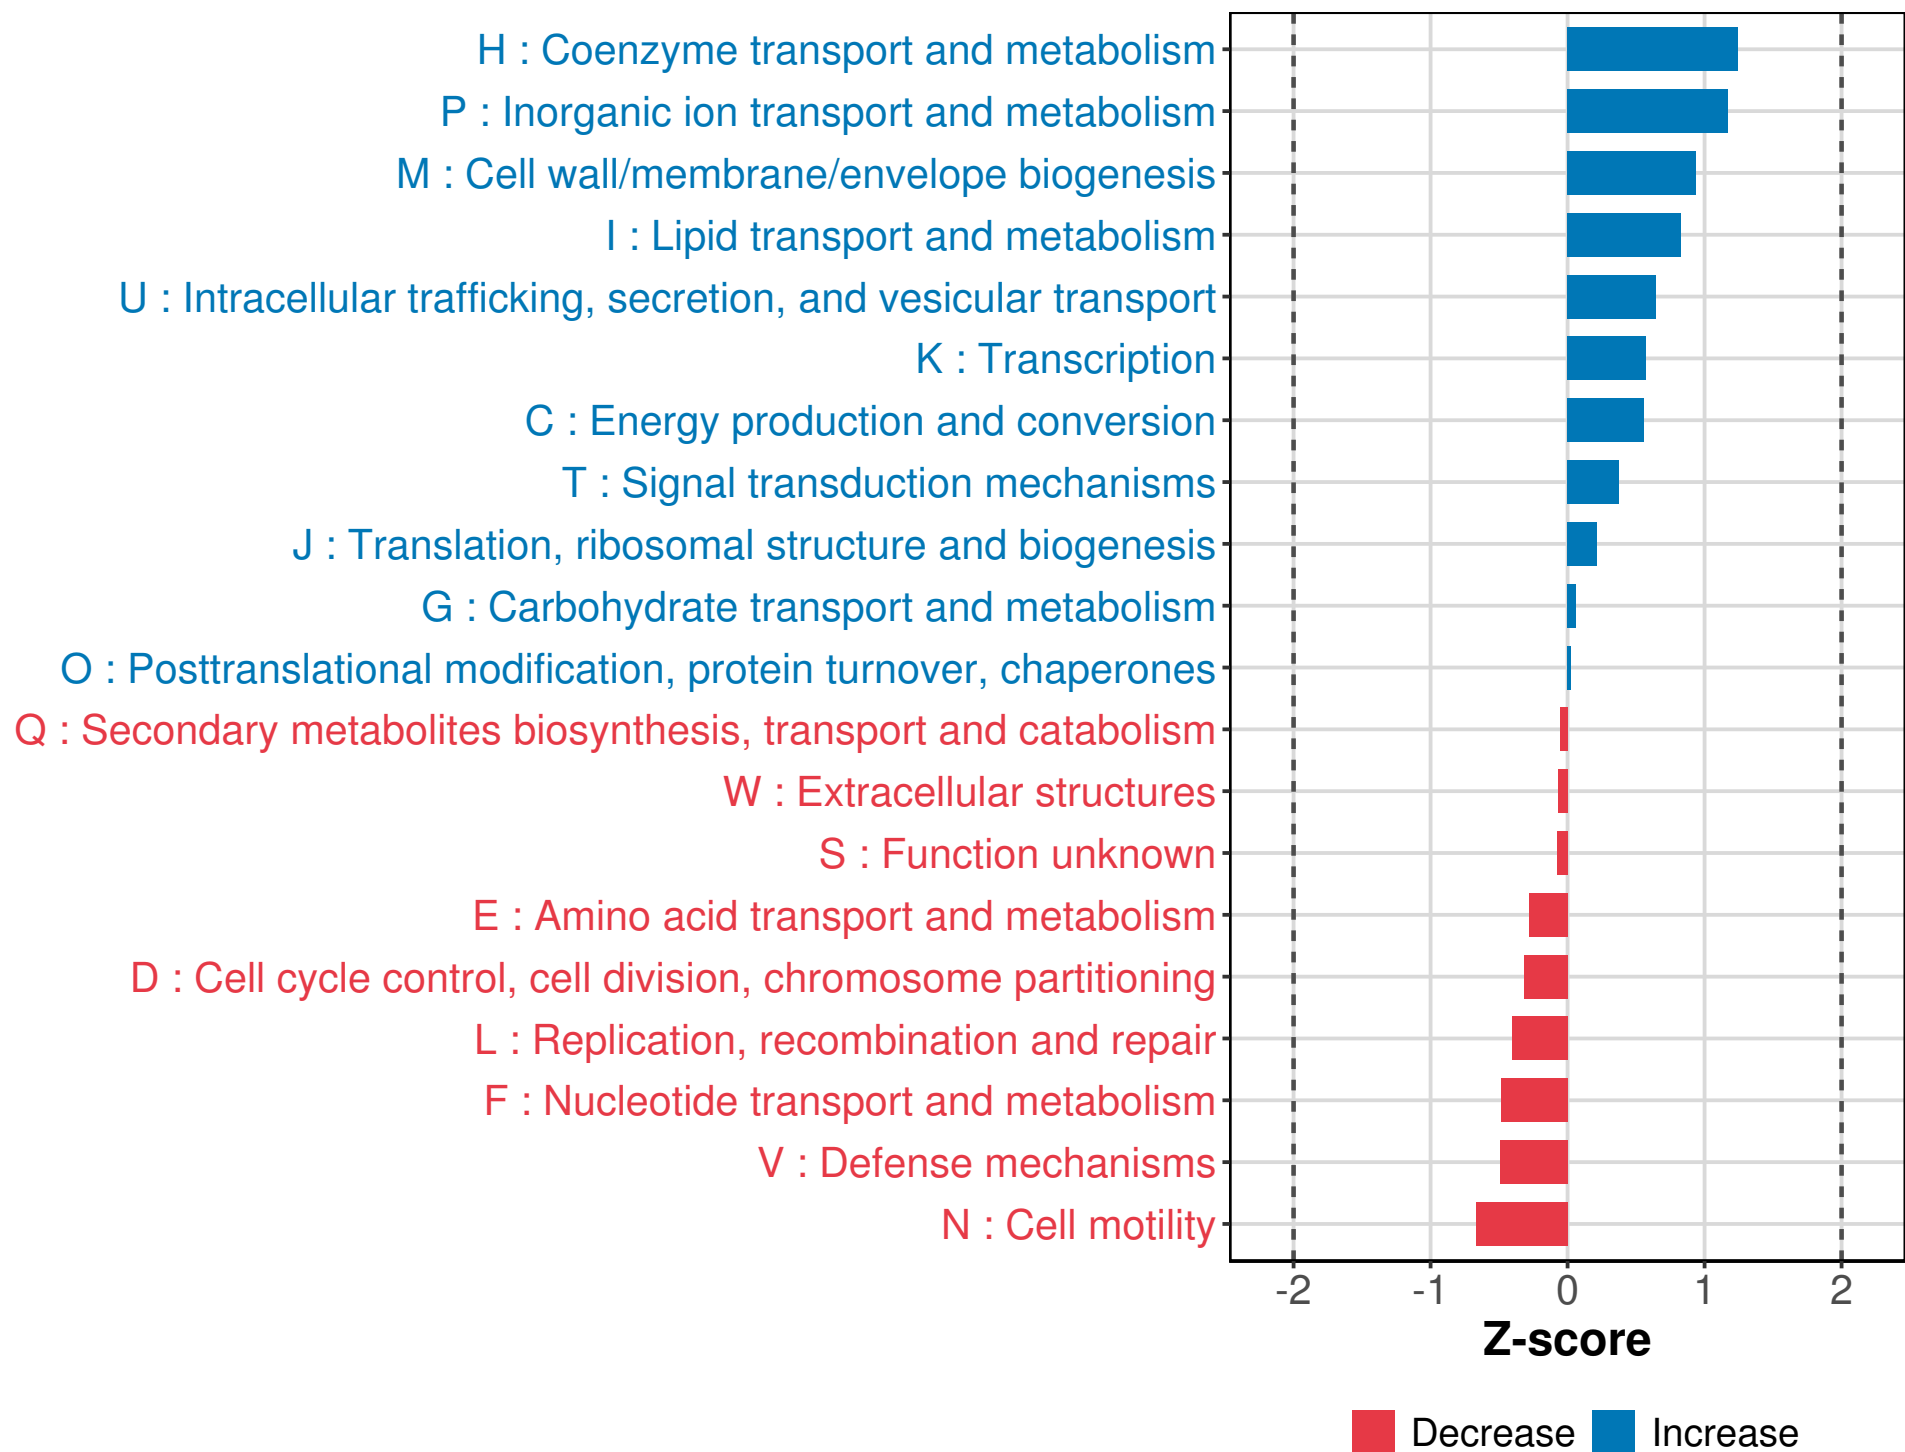 H : Coenzyme transport and metabolism
P : Inorganic ion transport and metabolism
M : Cell wall/membrane/envelope biogenesis
I : Lipid transport and metabolism
U : Intracellular trafficking, secretion, and vesicular transport
K : Transcription
C : Energy production and conversion
T : Signal transduction mechanisms
J : Translation, ribosomal structure and biogenesis
G : Carbohydrate transport and metabolism
O : Posttranslational modification, protein turnover, chaperones
Q : Secondary metabolites biosynthesis, transport and catabolism
W : Extracellular structures
S : Function unknown
E : Amino acid transport and metabolism
D : Cell cycle control, cell division, chromosome partitioning
L : Replication, recombination and repair
F : Nucleotide transport and metabolism
V : Defense mechanisms
N : Cell motility
-2 -1 0 1 2
Z-score
Decrease Increase